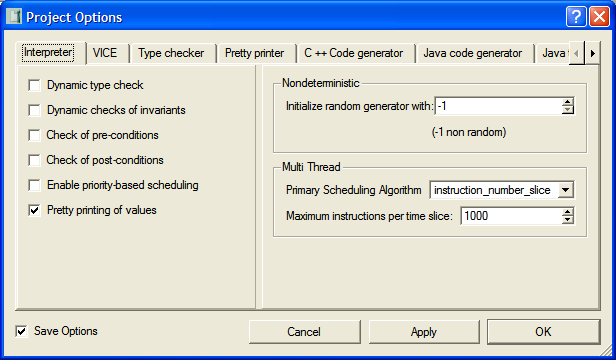 Project Options
Interpreter VICE Type checker Pretty printer C ++ Code generator Java code generator Java
Dynamic type check
Dynamic checks of invariants
Check of pre-conditions
Check of post-conditions
Enable priority-based scheduling
Pretty printing of values
Nondeterministic
Initialize random generator with: -1
(-1 non random)
Multi Thread
Primary Scheduling Algorithm instruction_number_slice
Maximum instructions per time slice: 1000
Save Options Cancel Apply OK